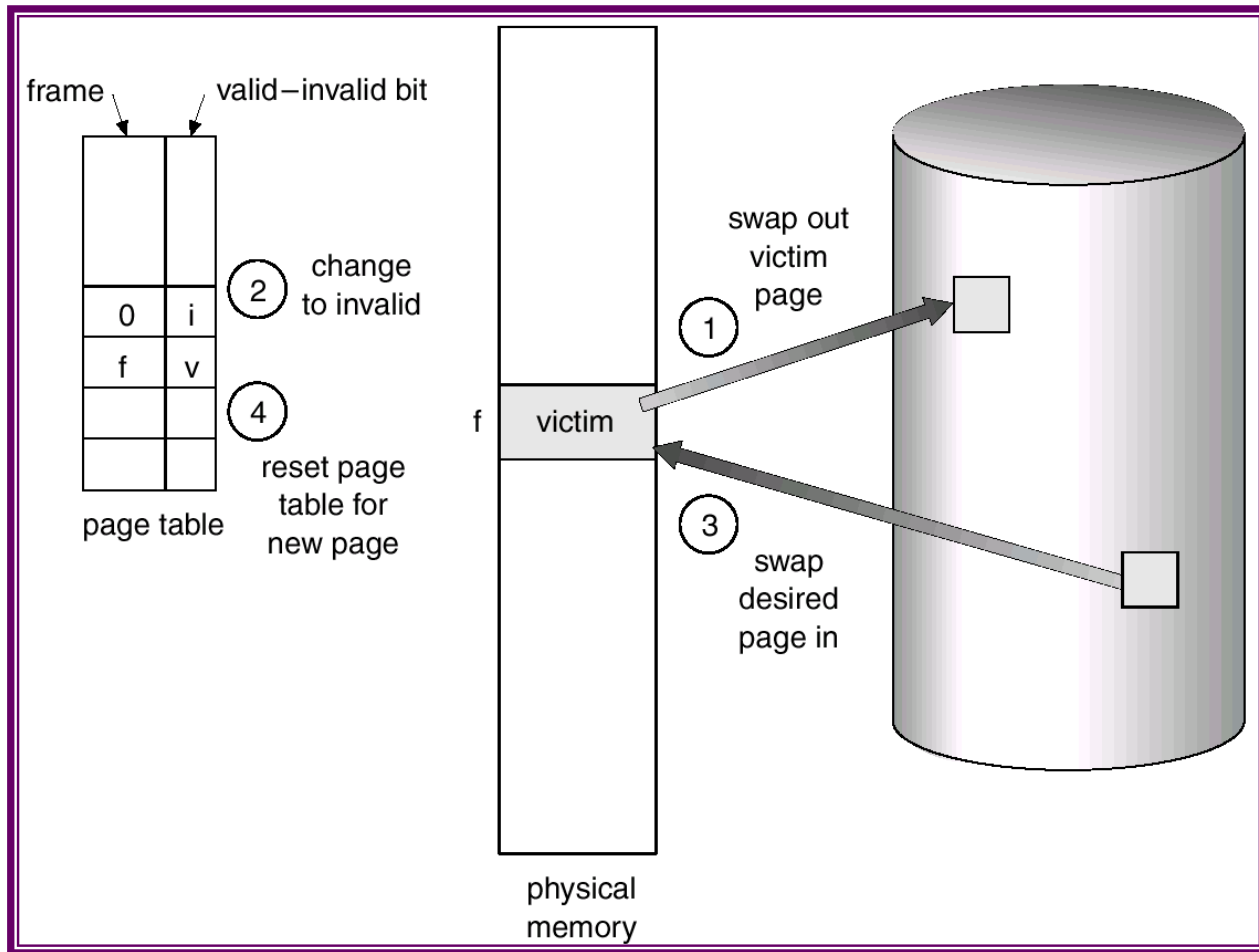 frame
valid–invalid bit
0 i
f v
page table
2
change
to invalid
4
reset page
table for
new page
f
victim
physical
memory
swap out
victim
page
1
3
swap
desired
page in